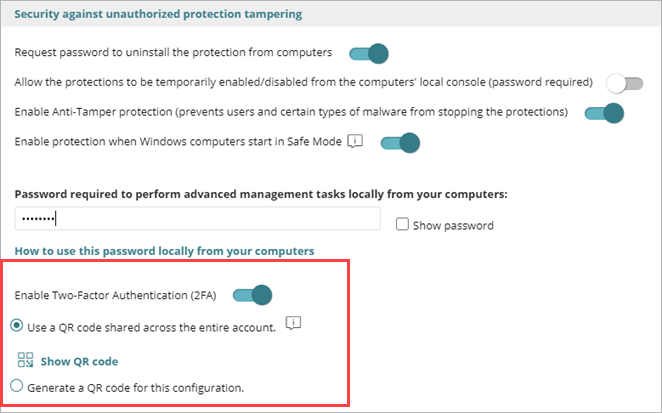 Security against unauthorized protection tampering
Request password to uninstall the protection from computers
Allow the protections to be temporarily enabled/disabled from the computers' local console (password required)
Enable Anti-Tamper protection (prevents users and certain types of malware from stopping the protections)
Enable protection when Windows computers start in Safe Mode
Password required to perform advanced management tasks locally from your computers:
••••••••
Show password
How to use this password locally from your computers
Enable Two-Factor Authentication (2FA)
Use a QR code shared across the entire account.
Show QR code
Generate a QR code for this configuration.